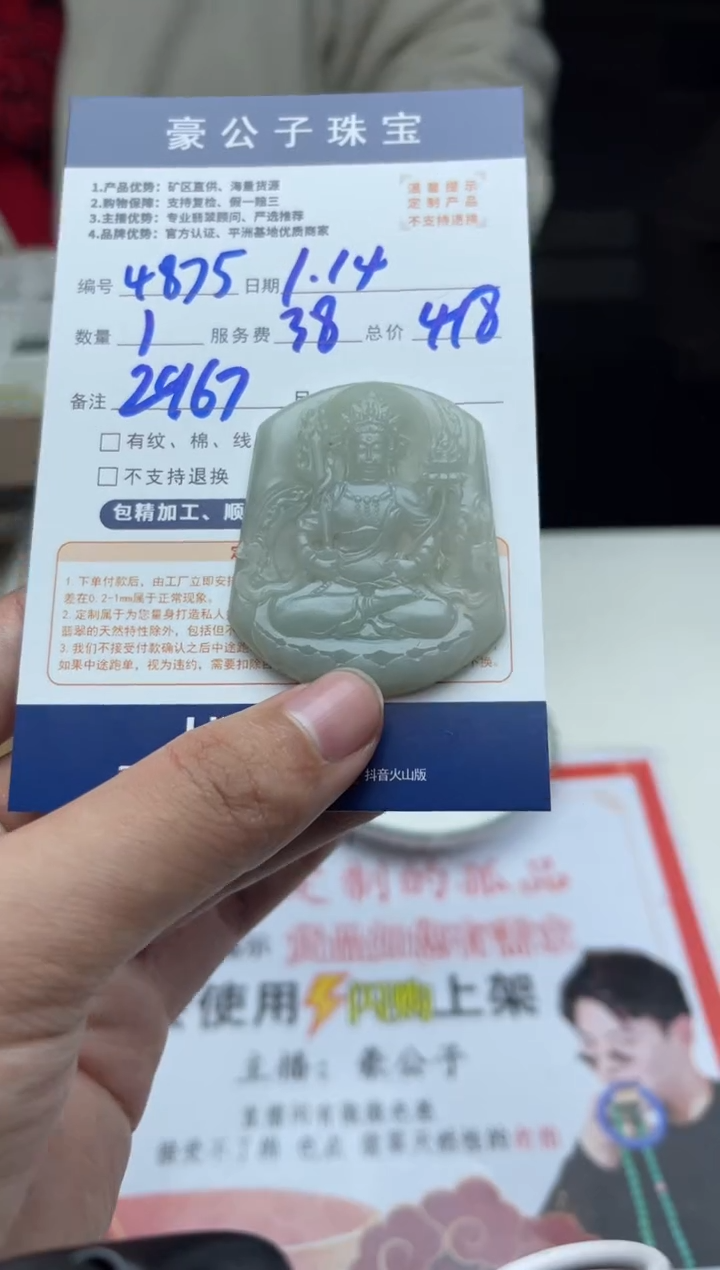 豪公子珠宝
1.产品优势：矿区直供、海量货源
2.购物保障：支持复检、假一赔三
3.主播优势：专业翡翠顾问、严选推荐
4.品牌优势：官方认证、平洲基地优质商家
温馨提示
定制产品
不支持退换
编号 4875 日期 1.14
数量 1 服务费 38 总价 418
备注 2967
□有纹、棉、线
□不支持退换
包精加工、顺
1. 下单付款后，由工厂立即安排
差在0.2-1mm属于正常现象。
2. 定制属于为您量身打造私人
翡翠的天然特性除外，包括但不
3. 我们不接受付款确认之后中途跑
如果中途跑单，视为违约，需要扣除 换。
抖音火山版
定制的孤品
使用闪购上架
主播：豪公子